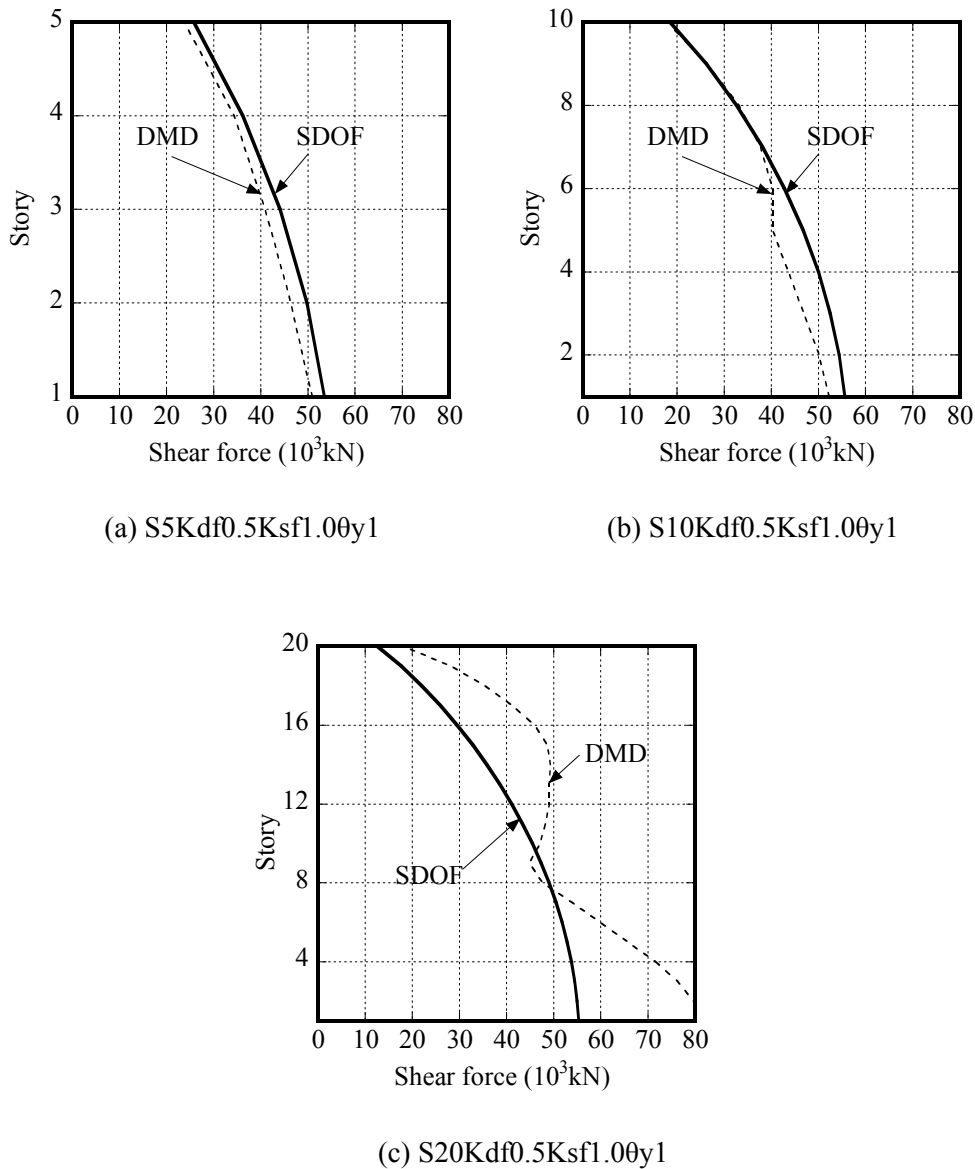 5
4
3
2
1
Story
DMD
SDOF
0 10 20 30 40 50 60 70 80
Shear force (10³kN)
(a) S5Kdf0.5Ksf1.0θy1
10
8
6
4
2
Story
DMD
SDOF
0 10 20 30 40 50 60 70 80
Shear force (10³kN)
(b) S10Kdf0.5Ksf1.0θy1
20
16
12
8
4
Story
DMD
SDOF
0 10 20 30 40 50 60 70 80
Shear force (10³kN)
(c) S20Kdf0.5Ksf1.0θy1